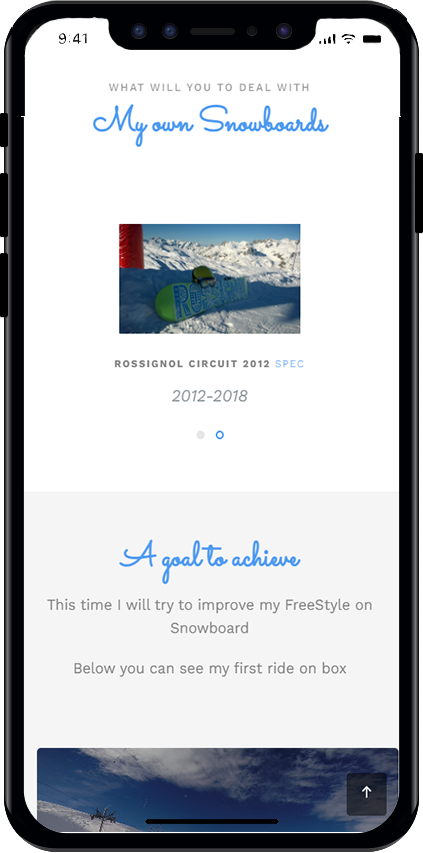 9:41
WHAT WILL YOU TO DEAL WITH
My own Snowboards
ROSSIGNOL CIRCUIT 2012 SPEC
2012-2018
A goal to achieve
This time I will try to improve my FreeStyle on
Snowboard
Below you can see my first ride on box